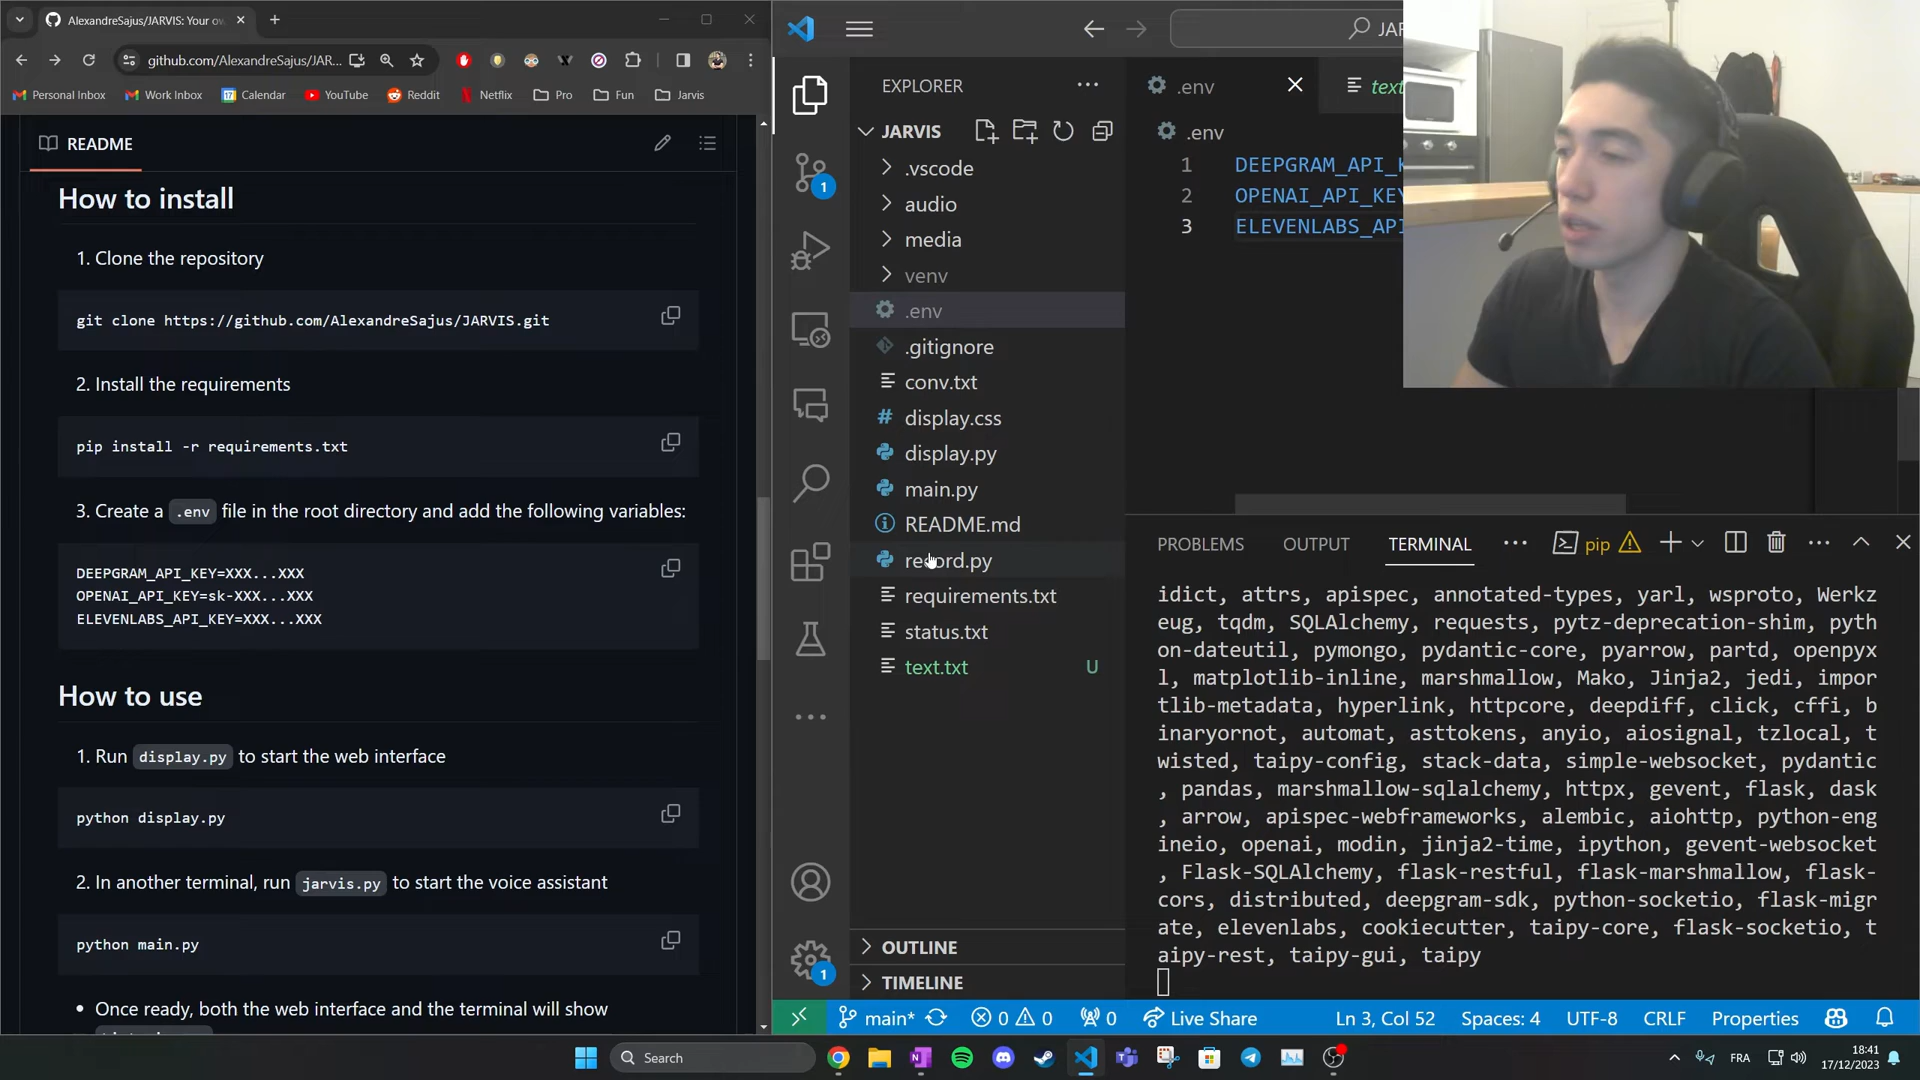 AlexandreSajus/JARVIS: Your ow
github.com/AlexandreSajus/JAR...
Personal Inbox
Work Inbox
Calendar
YouTube
Reddit
Netflix
Pro
Fun
Jarvis
README
How to install
1. Clone the repository
git clone https://github.com/AlexandreSajus/JARVIS.git
2. Install the requirements
pip install -r requirements.txt
3. Create a .env file in the root directory and add the following variables:
DEEPGRAM_API_KEY=XXX...XXX
OPENAI_API_KEY=sk-XXX...XXX
ELEVENLABS_API_KEY=XXX...XXX
How to use
1. Run display.py to start the web interface
python display.py
2. In another terminal, run jarvis.py to start the voice assistant
python main.py
• Once ready, both the web interface and the terminal will show
JAR
EXPLORER
JARVIS
.vscode
audio
media
venv
.env
.gitignore
conv.txt
display.css
display.py
main.py
README.md
record.py
requirements.txt
status.txt
text.txt U
OUTLINE
TIMELINE
1
1
.env
text
.env
1 DEEPGRAM_API_K
2 OPENAI_API_KEY
3 ELEVENLABS_API
PROBLEMS OUTPUT TERMINAL
pip
idict, attrs, apispec, annotated-types, yarl, wsproto, Werkz
eug, tqdm, SQLAlchemy, requests, pytz-deprecation-shim, pyth
on-dateutil, pymongo, pydantic-core, pyarrow, partd, openpyx
l, matplotlib-inline, marshmallow, Mako, Jinja2, jedi, impor
tlib-metadata, hyperlink, httpcore, deepdiff, click, cffi, b
inaryornot, automat, asttokens, anyio, aiosignal, tzlocal, t
wisted, taipy-config, stack-data, simple-websocket, pydantic
, pandas, marshmallow-sqlalchemy, httpx, gevent, flask, dask
, arrow, apispec-webframeworks, alembic, aiohttp, python-eng
ineio, openai, modin, jinja2-time, ipython, gevent-websocket
, Flask-SQLAlchemy, flask-restful, flask-marshmallow, flask-
cors, distributed, deepgram-sdk, python-socketio, flask-migr
ate, elevenlabs, cookiecutter, taipy-core, flask-socketio, t
aipy-rest, taipy-gui, taipy
main* 0 0 0 Live Share Ln 3, Col 52 Spaces: 4 UTF-8 CRLF Properties
Search
FRA
18:41
17/12/2023